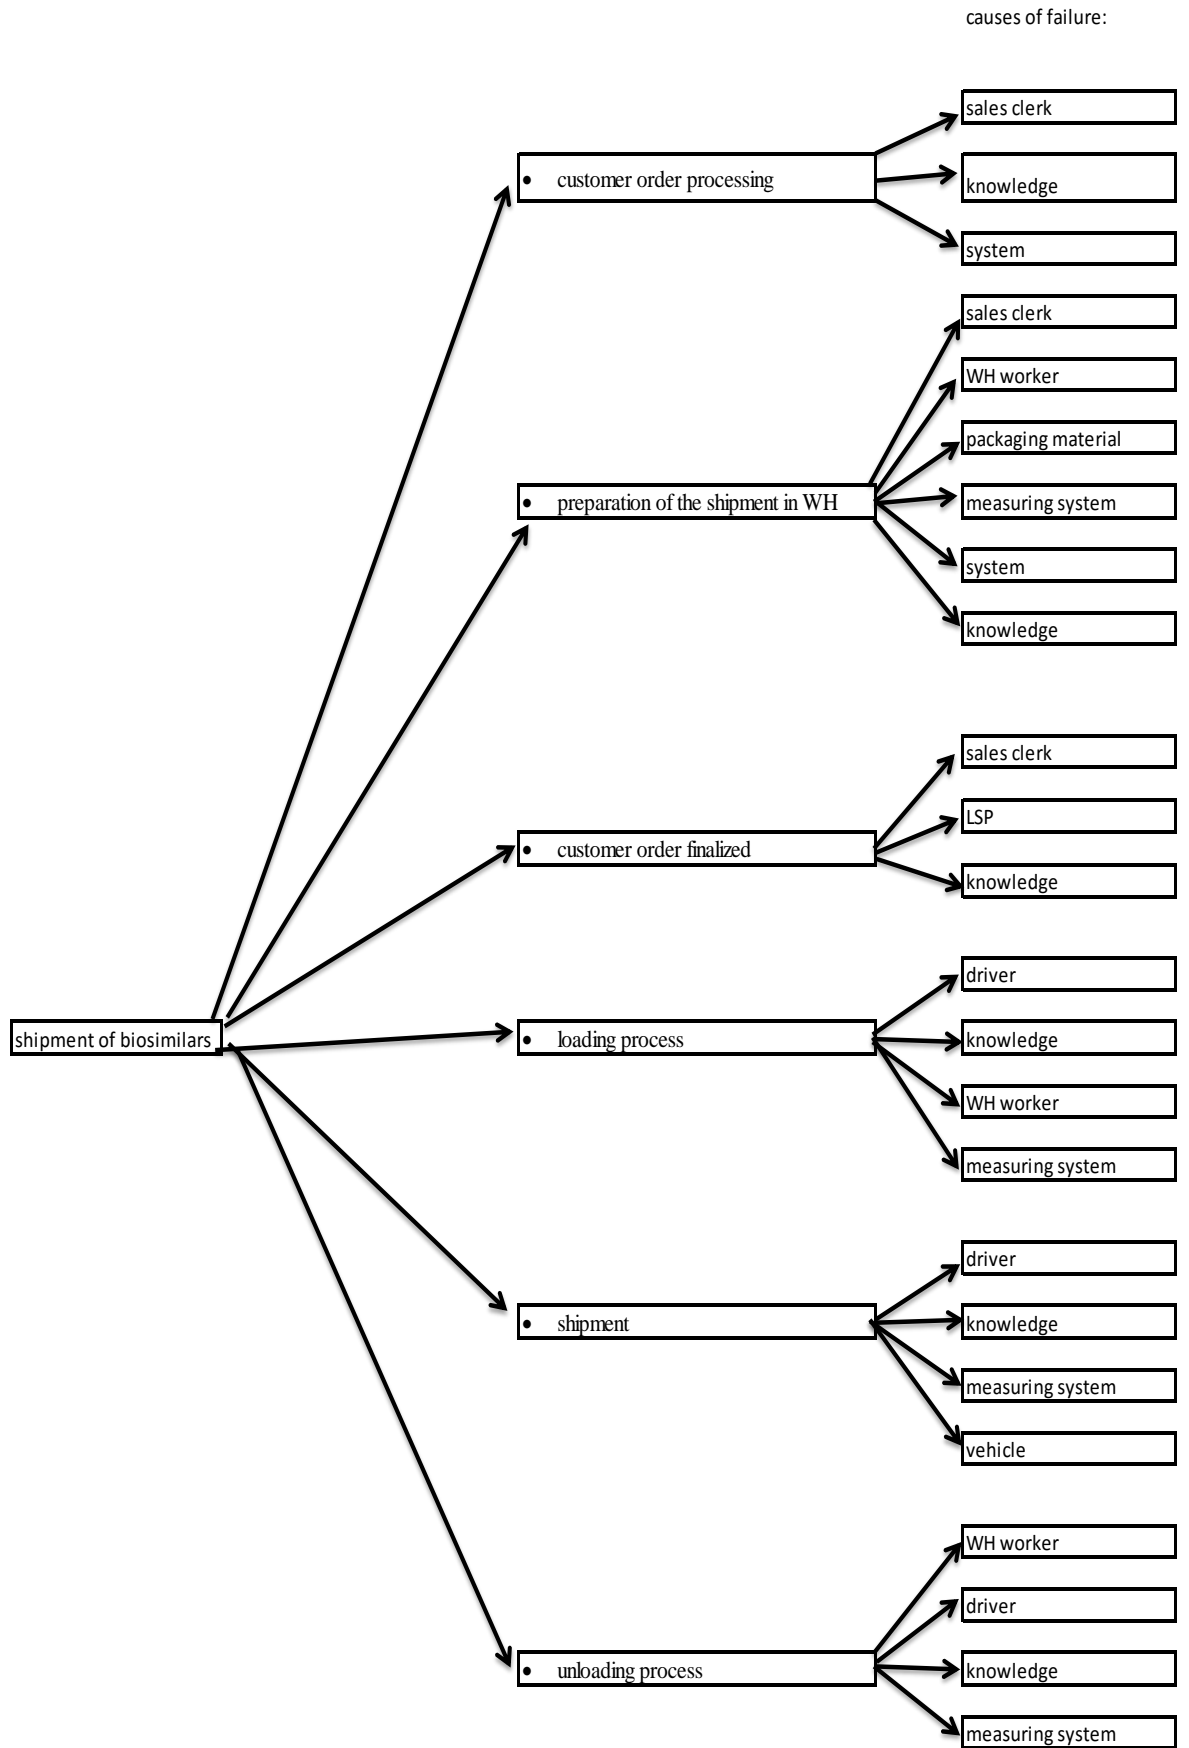 causes of failure:
sales clerk
• customer order processing
knowledge
system
sales clerk
WH worker
packaging material
• preparation of the shipment in WH
measuring system
system
knowledge
sales clerk
LSP
• customer order finalized
knowledge
driver
shipment of biosimilars
• loading process
knowledge
WH worker
measuring system
driver
• shipment
knowledge
measuring system
vehicle
WH worker
driver
• unloading process
knowledge
measuring system